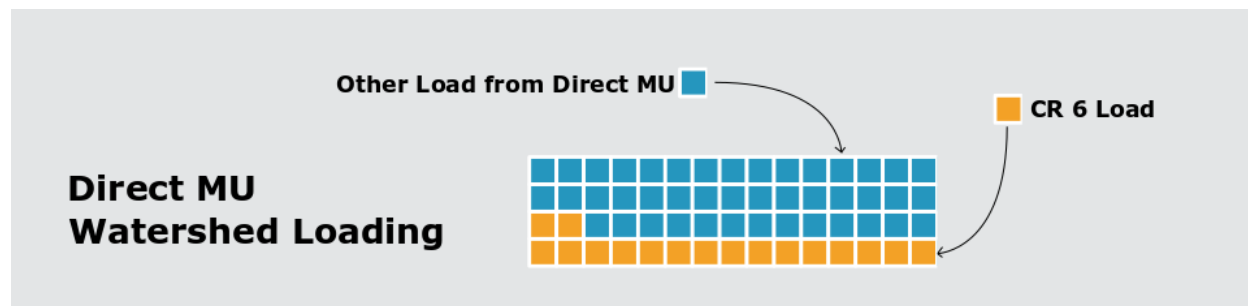 Other Load from Direct MU
CR 6 Load
Direct MU
Watershed Loading